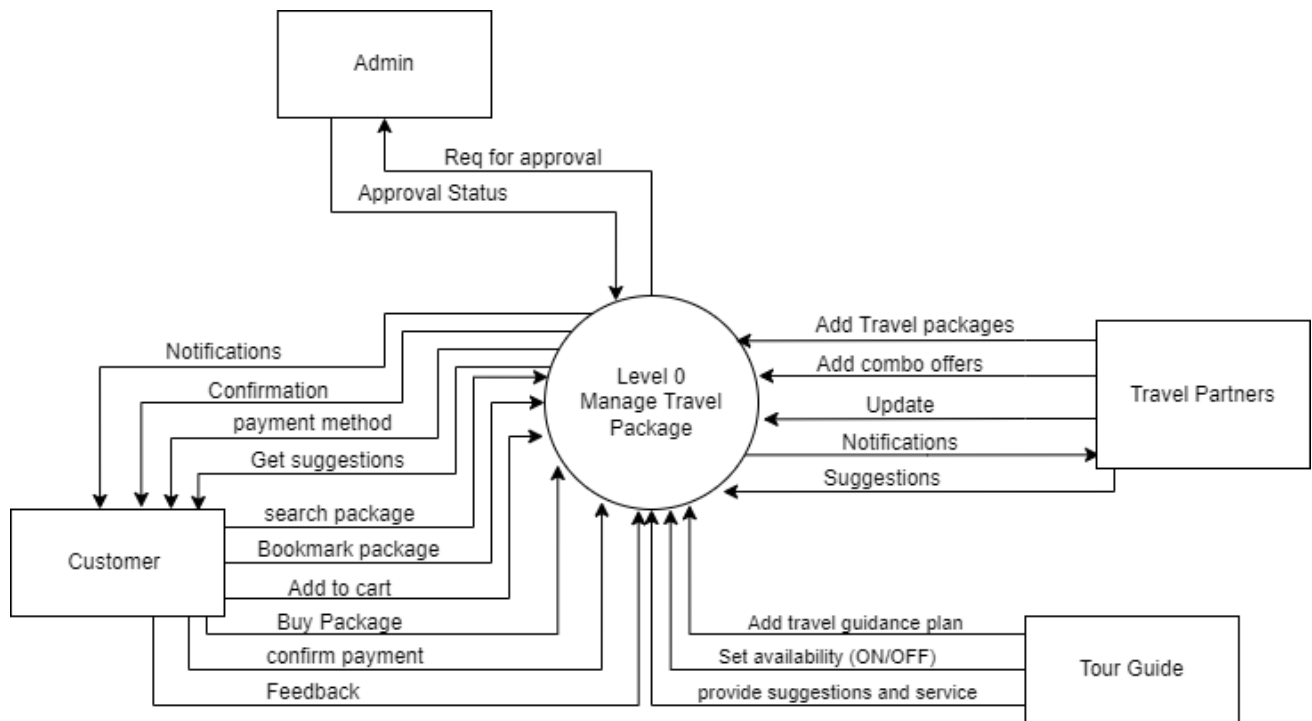 Admin
Req for approval
Approval Status
Notifications
Confirmation
payment method
Get suggestions
search package
Bookmark package
Add to cart
Buy Package
confirm payment
Feedback
Customer
Level 0
Manage Travel
Package
Add Travel packages
Add combo offers
Update
Notifications
Suggestions
Travel Partners
Add travel guidance plan
Set availability (ON/OFF)
provide suggestions and service
Tour Guide